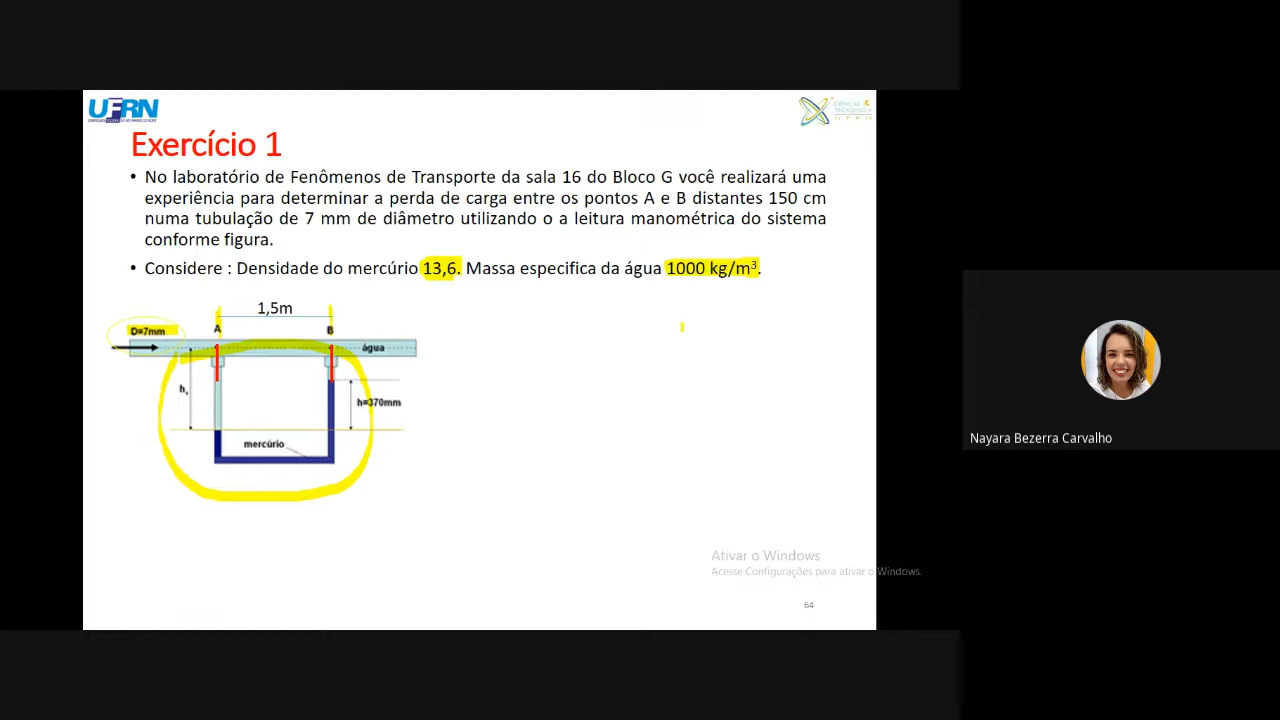 UFRN
Exercício 1
• No laboratório de Fenômenos de Transporte da sala 16 do Bloco G você realizará uma
experiência para determinar a perda de carga entre os pontos A e B distantes 150 cm
numa tubulação de 7 mm de diâmetro utilizando o a leitura manométrica do sistema
conforme figura.
• Considere : Densidade do mercúrio 13,6. Massa especifica da água 1000 kg/m³.
1,5m
D=7mm
A
B
água
h
h=370mm
mercúrio
Nayara Bezerra Carvalho
Ativar o Windows
Acesse Configurações para ativar o Windows.
64